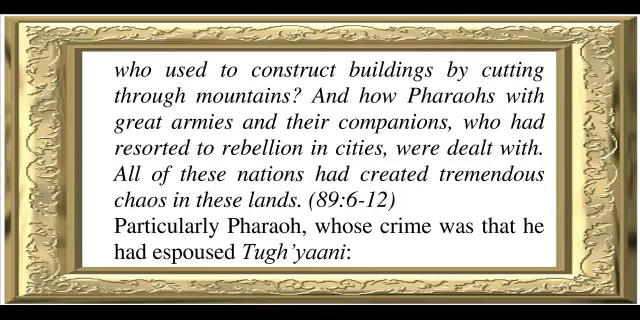 who used to construct buildings by cutting
through mountains? And how Pharaohs with
great armies and their companions, who had
resorted to rebellion in cities, were dealt with.
All of these nations had created tremendous
chaos in these lands. (89:6-12)
Particularly Pharaoh, whose crime was that he
had espoused Tugh’yaani: